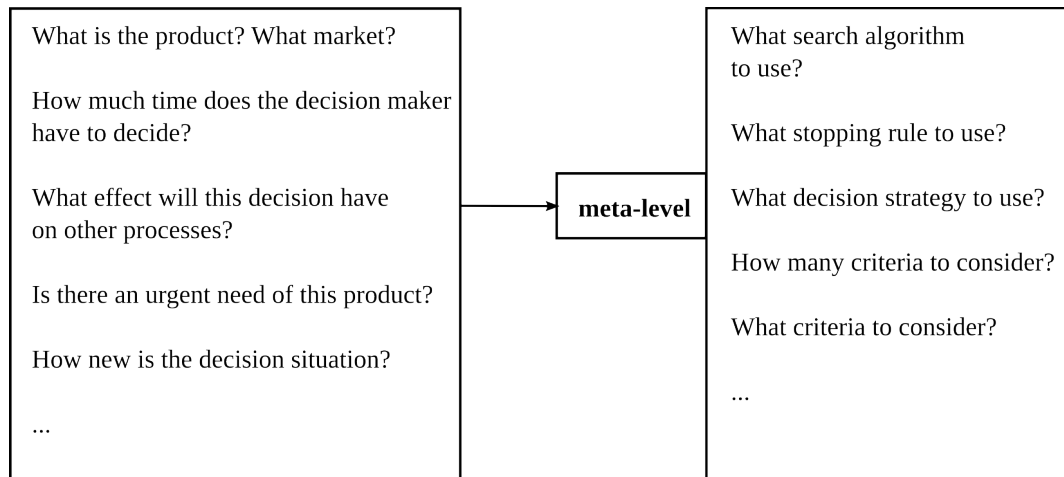 What is the product? What market?
How much time does the decision maker
have to decide?
What effect will this decision have
on other processes?
Is there an urgent need of this product?
How new is the decision situation?
...
meta-level
What search algorithm
to use?
What stopping rule to use?
What decision strategy to use?
How many criteria to consider?
What criteria to consider?
...